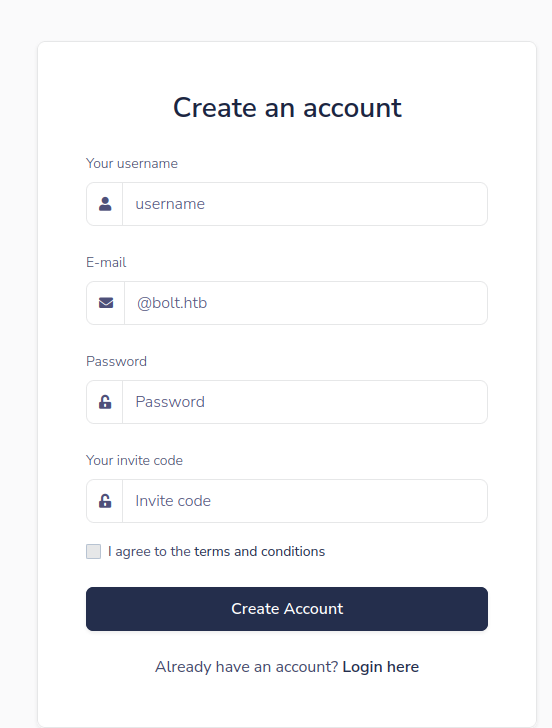 Create an account
Your username
username
E-mail
@bolt.htb
Password
Password
Your invite code
Invite code
I agree to the terms and conditions
Create Account
Already have an account? Login here